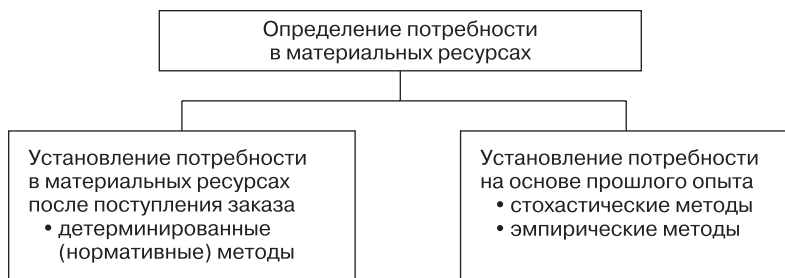 Определение потребности
в материальных ресурсах
Установление потребности
в материальных ресурсах
после поступления заказа
• детерминированные
(нормативные) методы
Установление потребности
на основе прошлого опыта
• стохастические методы
• эмпирические методы